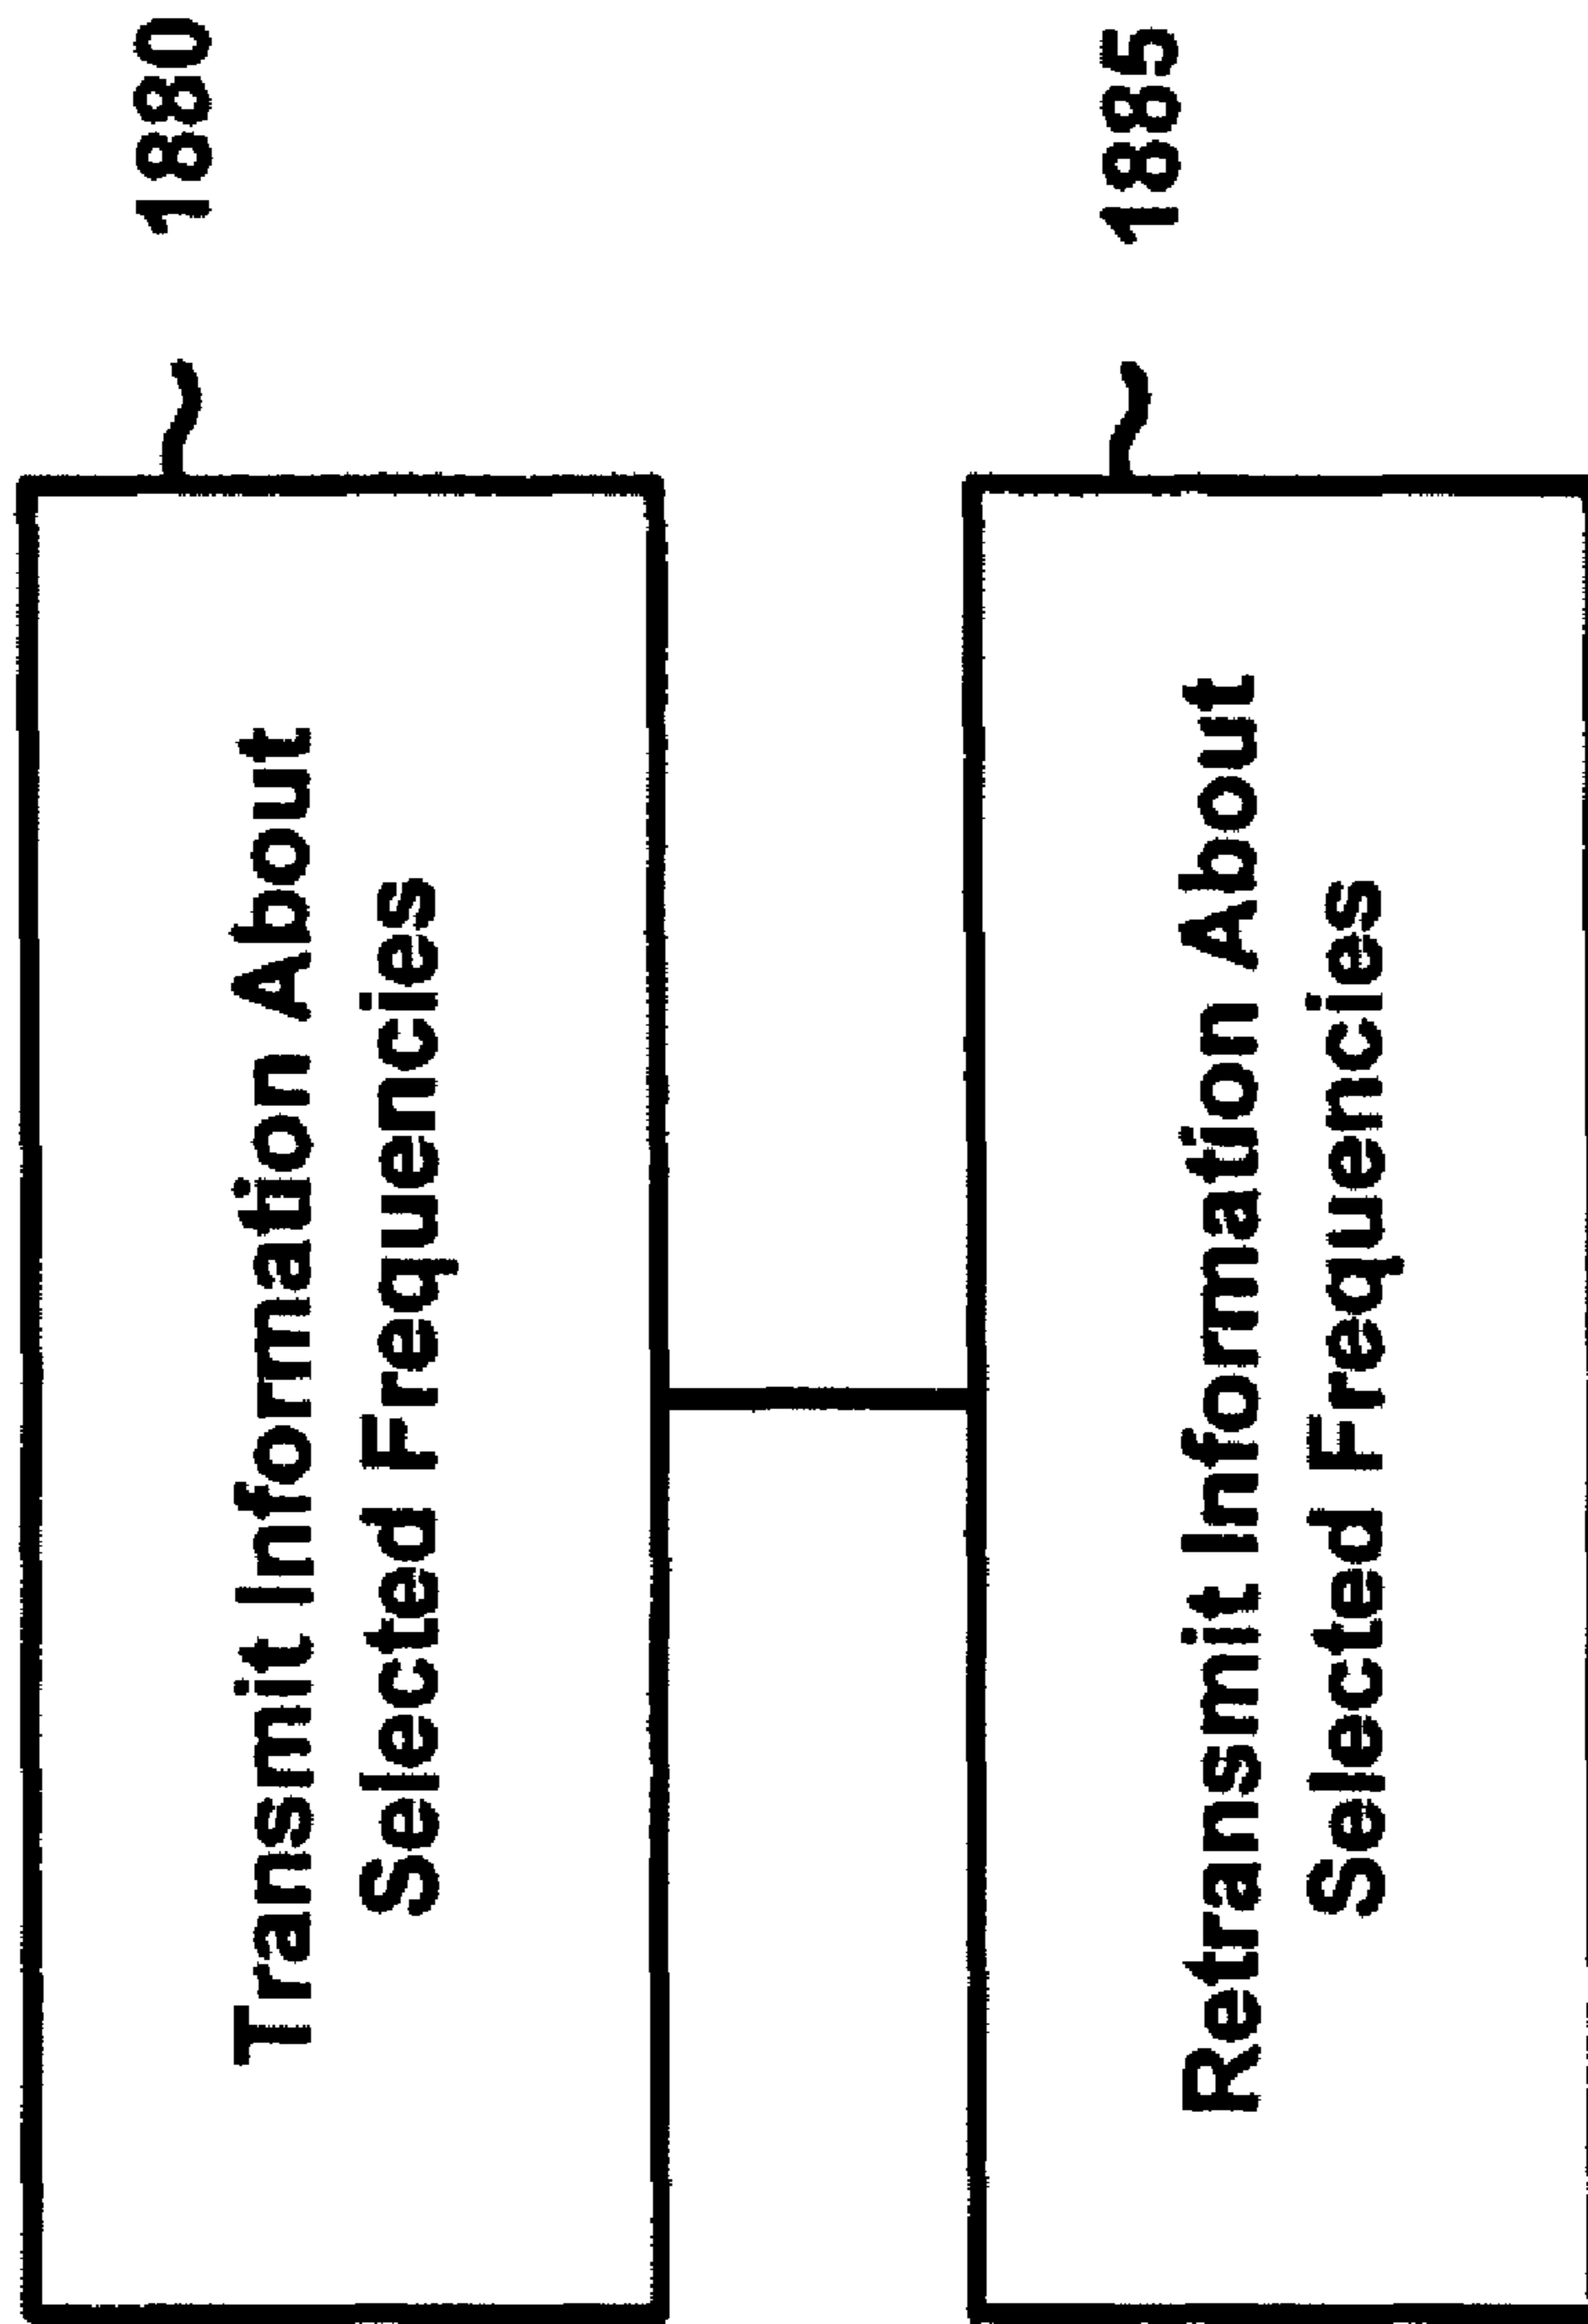 Transmit Information About
Selected Frequencies
1880
Retransmit Information About
Selected Frequencies
1885